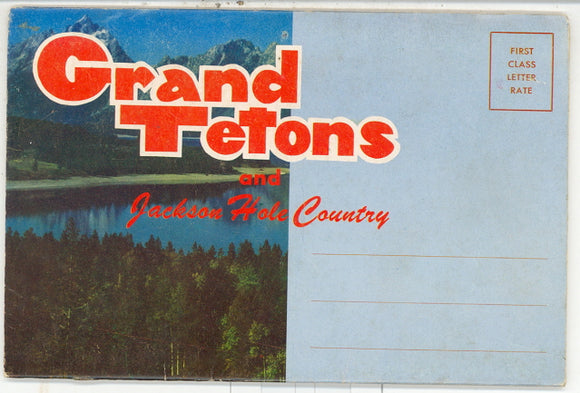 Grand
Tetons
and
Jackson Hole Country
FIRST
CLASS
LETTER
RATE